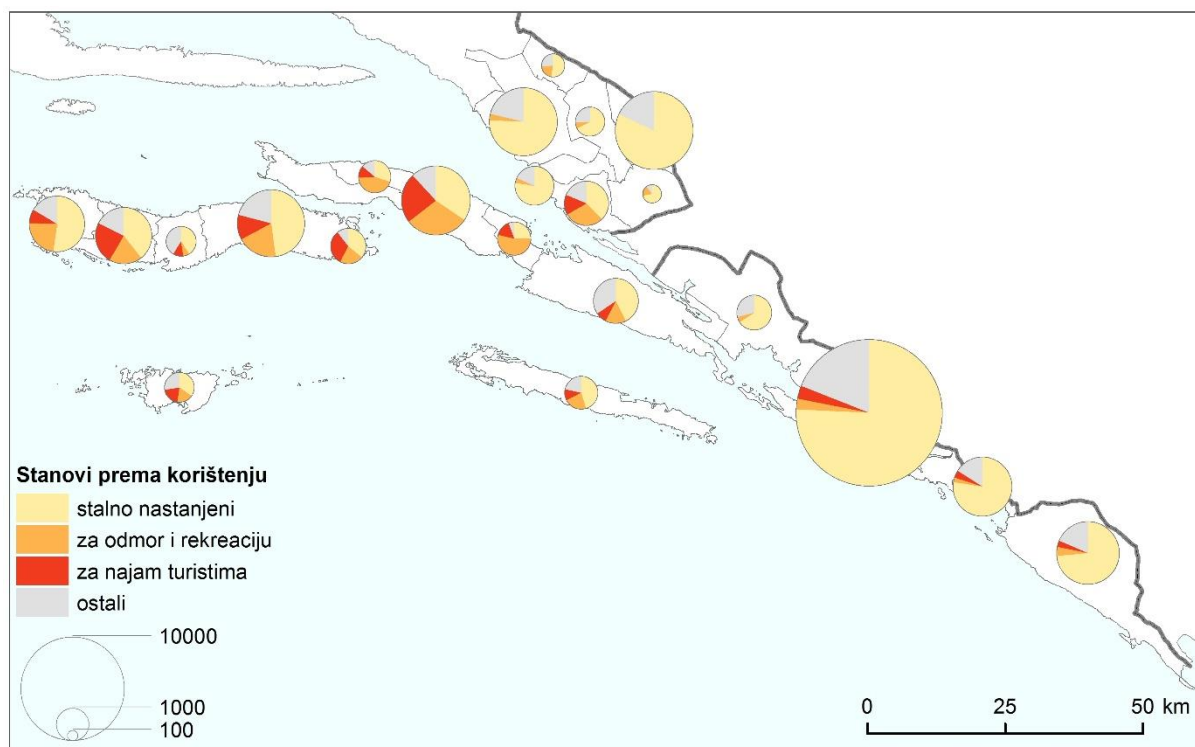 Stanovi prema korištenju
stalno nastanjeni
za odmor i rekreaciju
za najam turistima
ostali
10000
1000
100
0 25 50 km